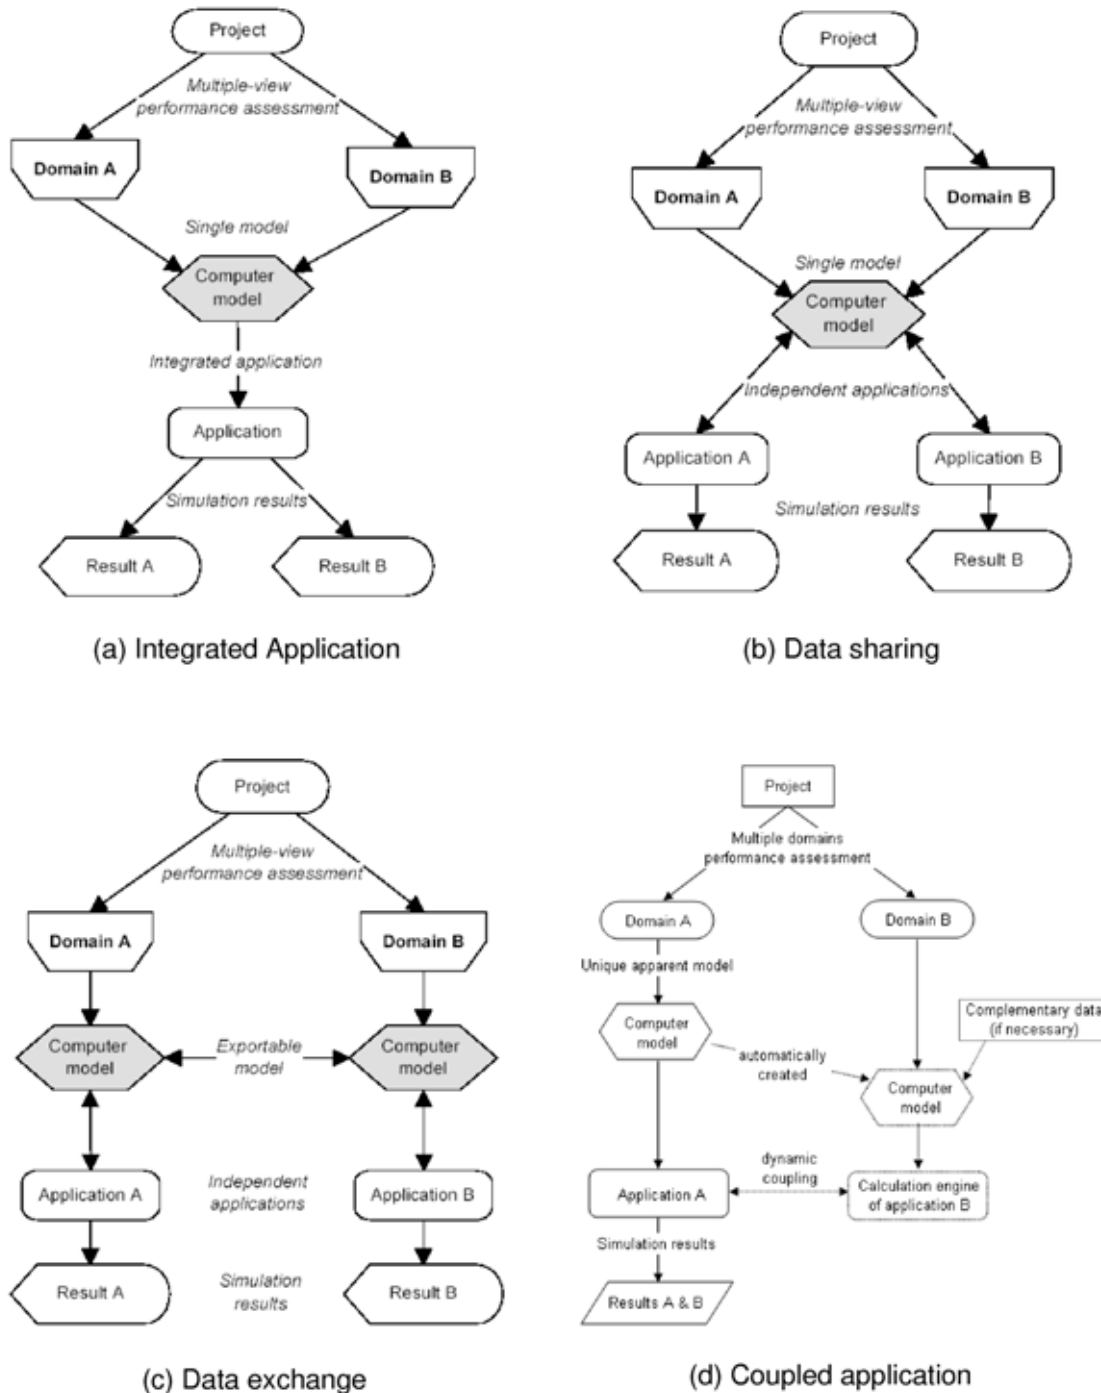 Project
Multiple-view
performance assessment
Domain A
Domain B
Single model
Computer
model
Integrated application
Application
Simulation results
Result A
Result B
(a) Integrated Application
Project
Multiple-view
performance assessment
Domain A
Domain B
Single model
Computer
model
Independent applications
Application A
Application B
Simulation results
Result A
Result B
(b) Data sharing
Project
Multiple-view
performance assessment
Domain A
Domain B
Computer
model
Exportable
model
Computer
model
Application A
Independent
applications
Application B
Result A
Simulation
results
Result B
(c) Data exchange
Project
Multiple domains
performance assessment
Domain A
Domain B
Unique apparent model
Computer
model
Complementary data
(if necessary)
automatically
created
Computer
model
dynamic
coupling
Application A
Calculation engine
of application B
Simulation results
Results A & B
(d) Coupled application